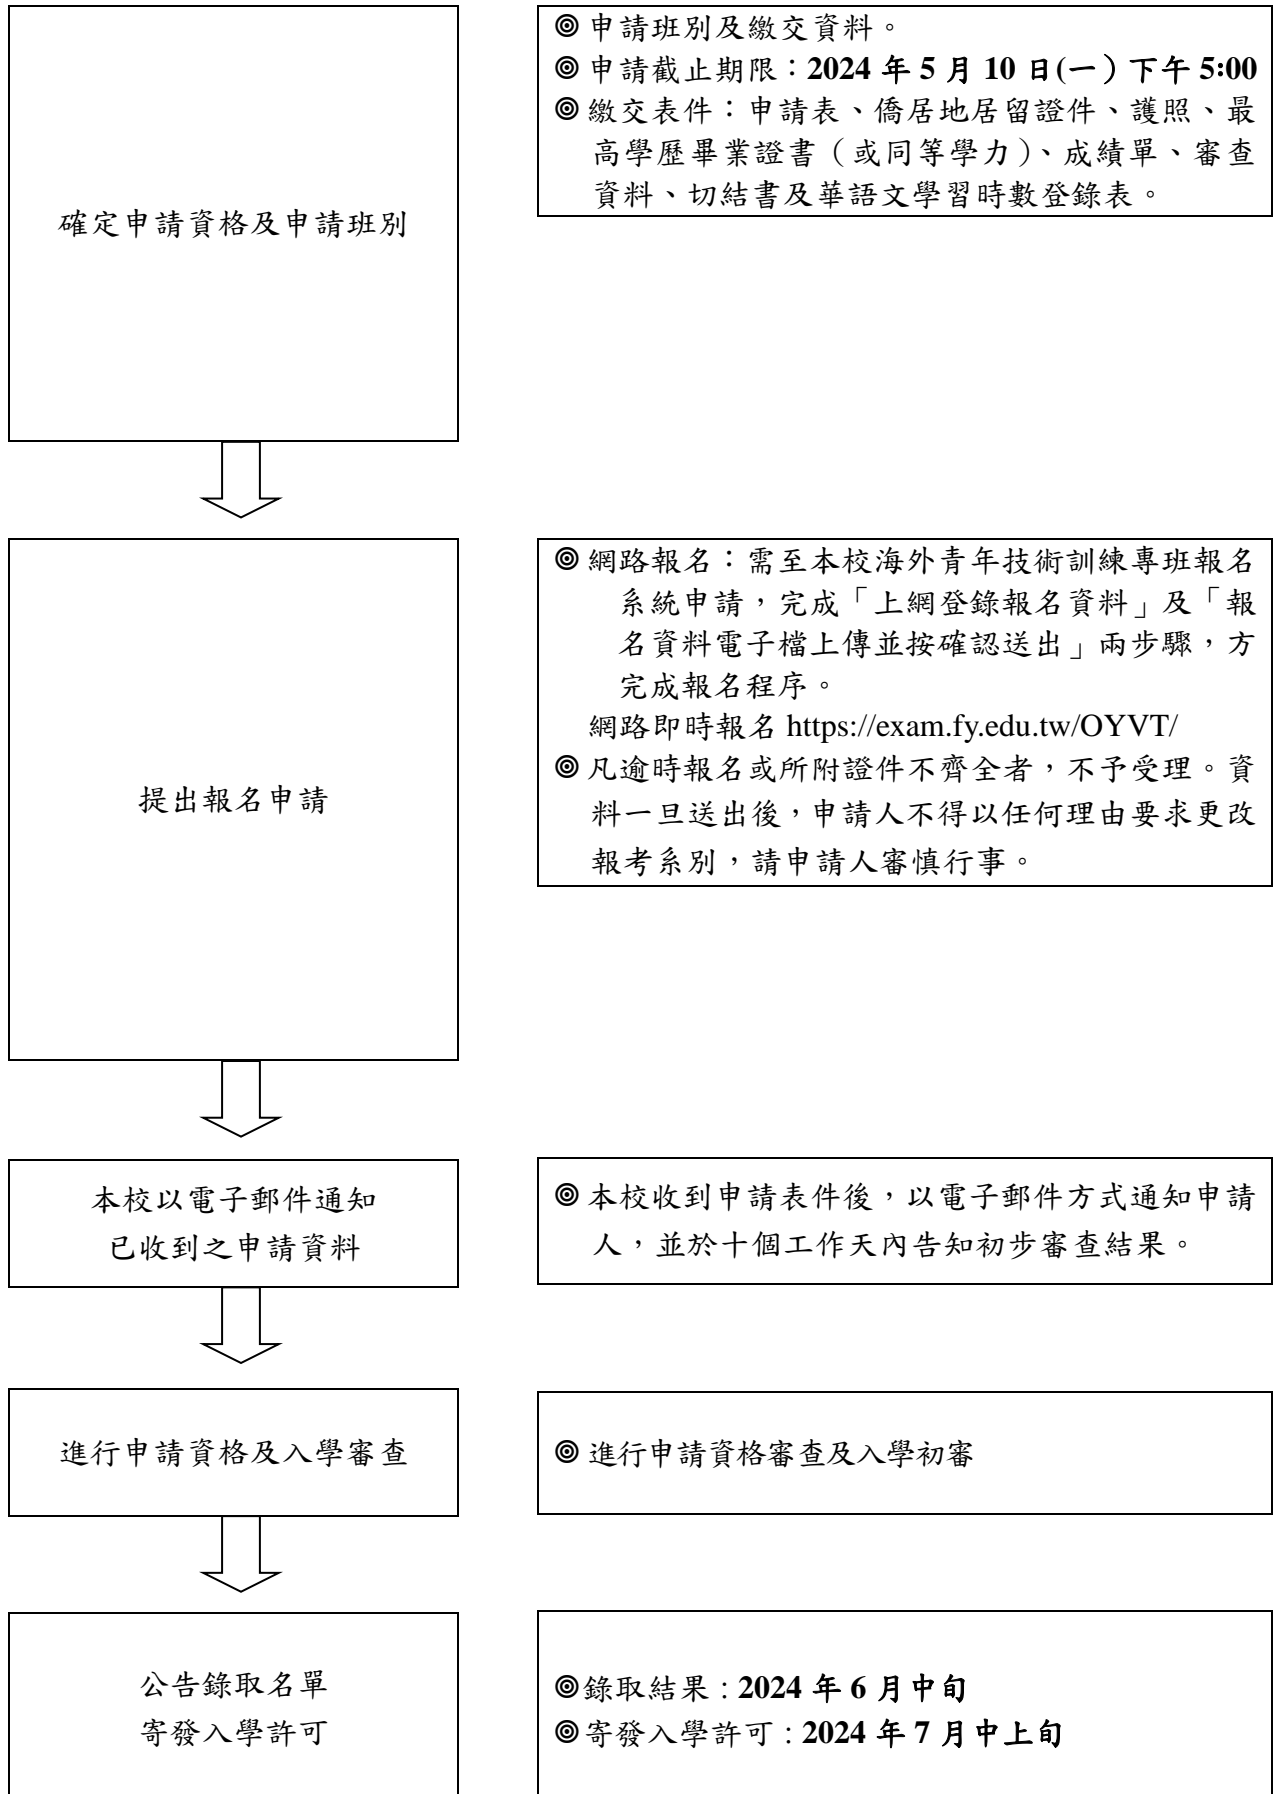 確定申請資格及申請班別
◎申請班別及繳交資料。
◎申請截止期限：2024 年 5 月 10 日(一）下午 5:00
◎繳交表件：申請表、僑居地居留證件、護照、最
高學歷畢業證書（或同等學力）、成績單、審查
資料、切結書及華語文學習時數登錄表。
提出報名申請
◎網路報名：需至本校海外青年技術訓練專班報名
系統申請，完成「上網登錄報名資料」及「報
名資料電子檔上傳並按確認送出」兩步驟，方
完成報名程序。
網路即時報名 https://exam.fy.edu.tw/OYVT/
◎凡逾時報名或所附證件不齊全者，不予受理。資
料一旦送出後，申請人不得以任何理由要求更改
報考系別，請申請人審慎行事。
本校以電子郵件通知
已收到之申請資料
◎本校收到申請表件後，以電子郵件方式通知申請
人，並於十個工作天內告知初步審查結果。
進行申請資格及入學審查
◎進行申請資格審查及入學初審
公告錄取名單
寄發入學許可
◎錄取結果：2024 年 6 月中旬
◎寄發入學許可：2024 年 7 月中上旬